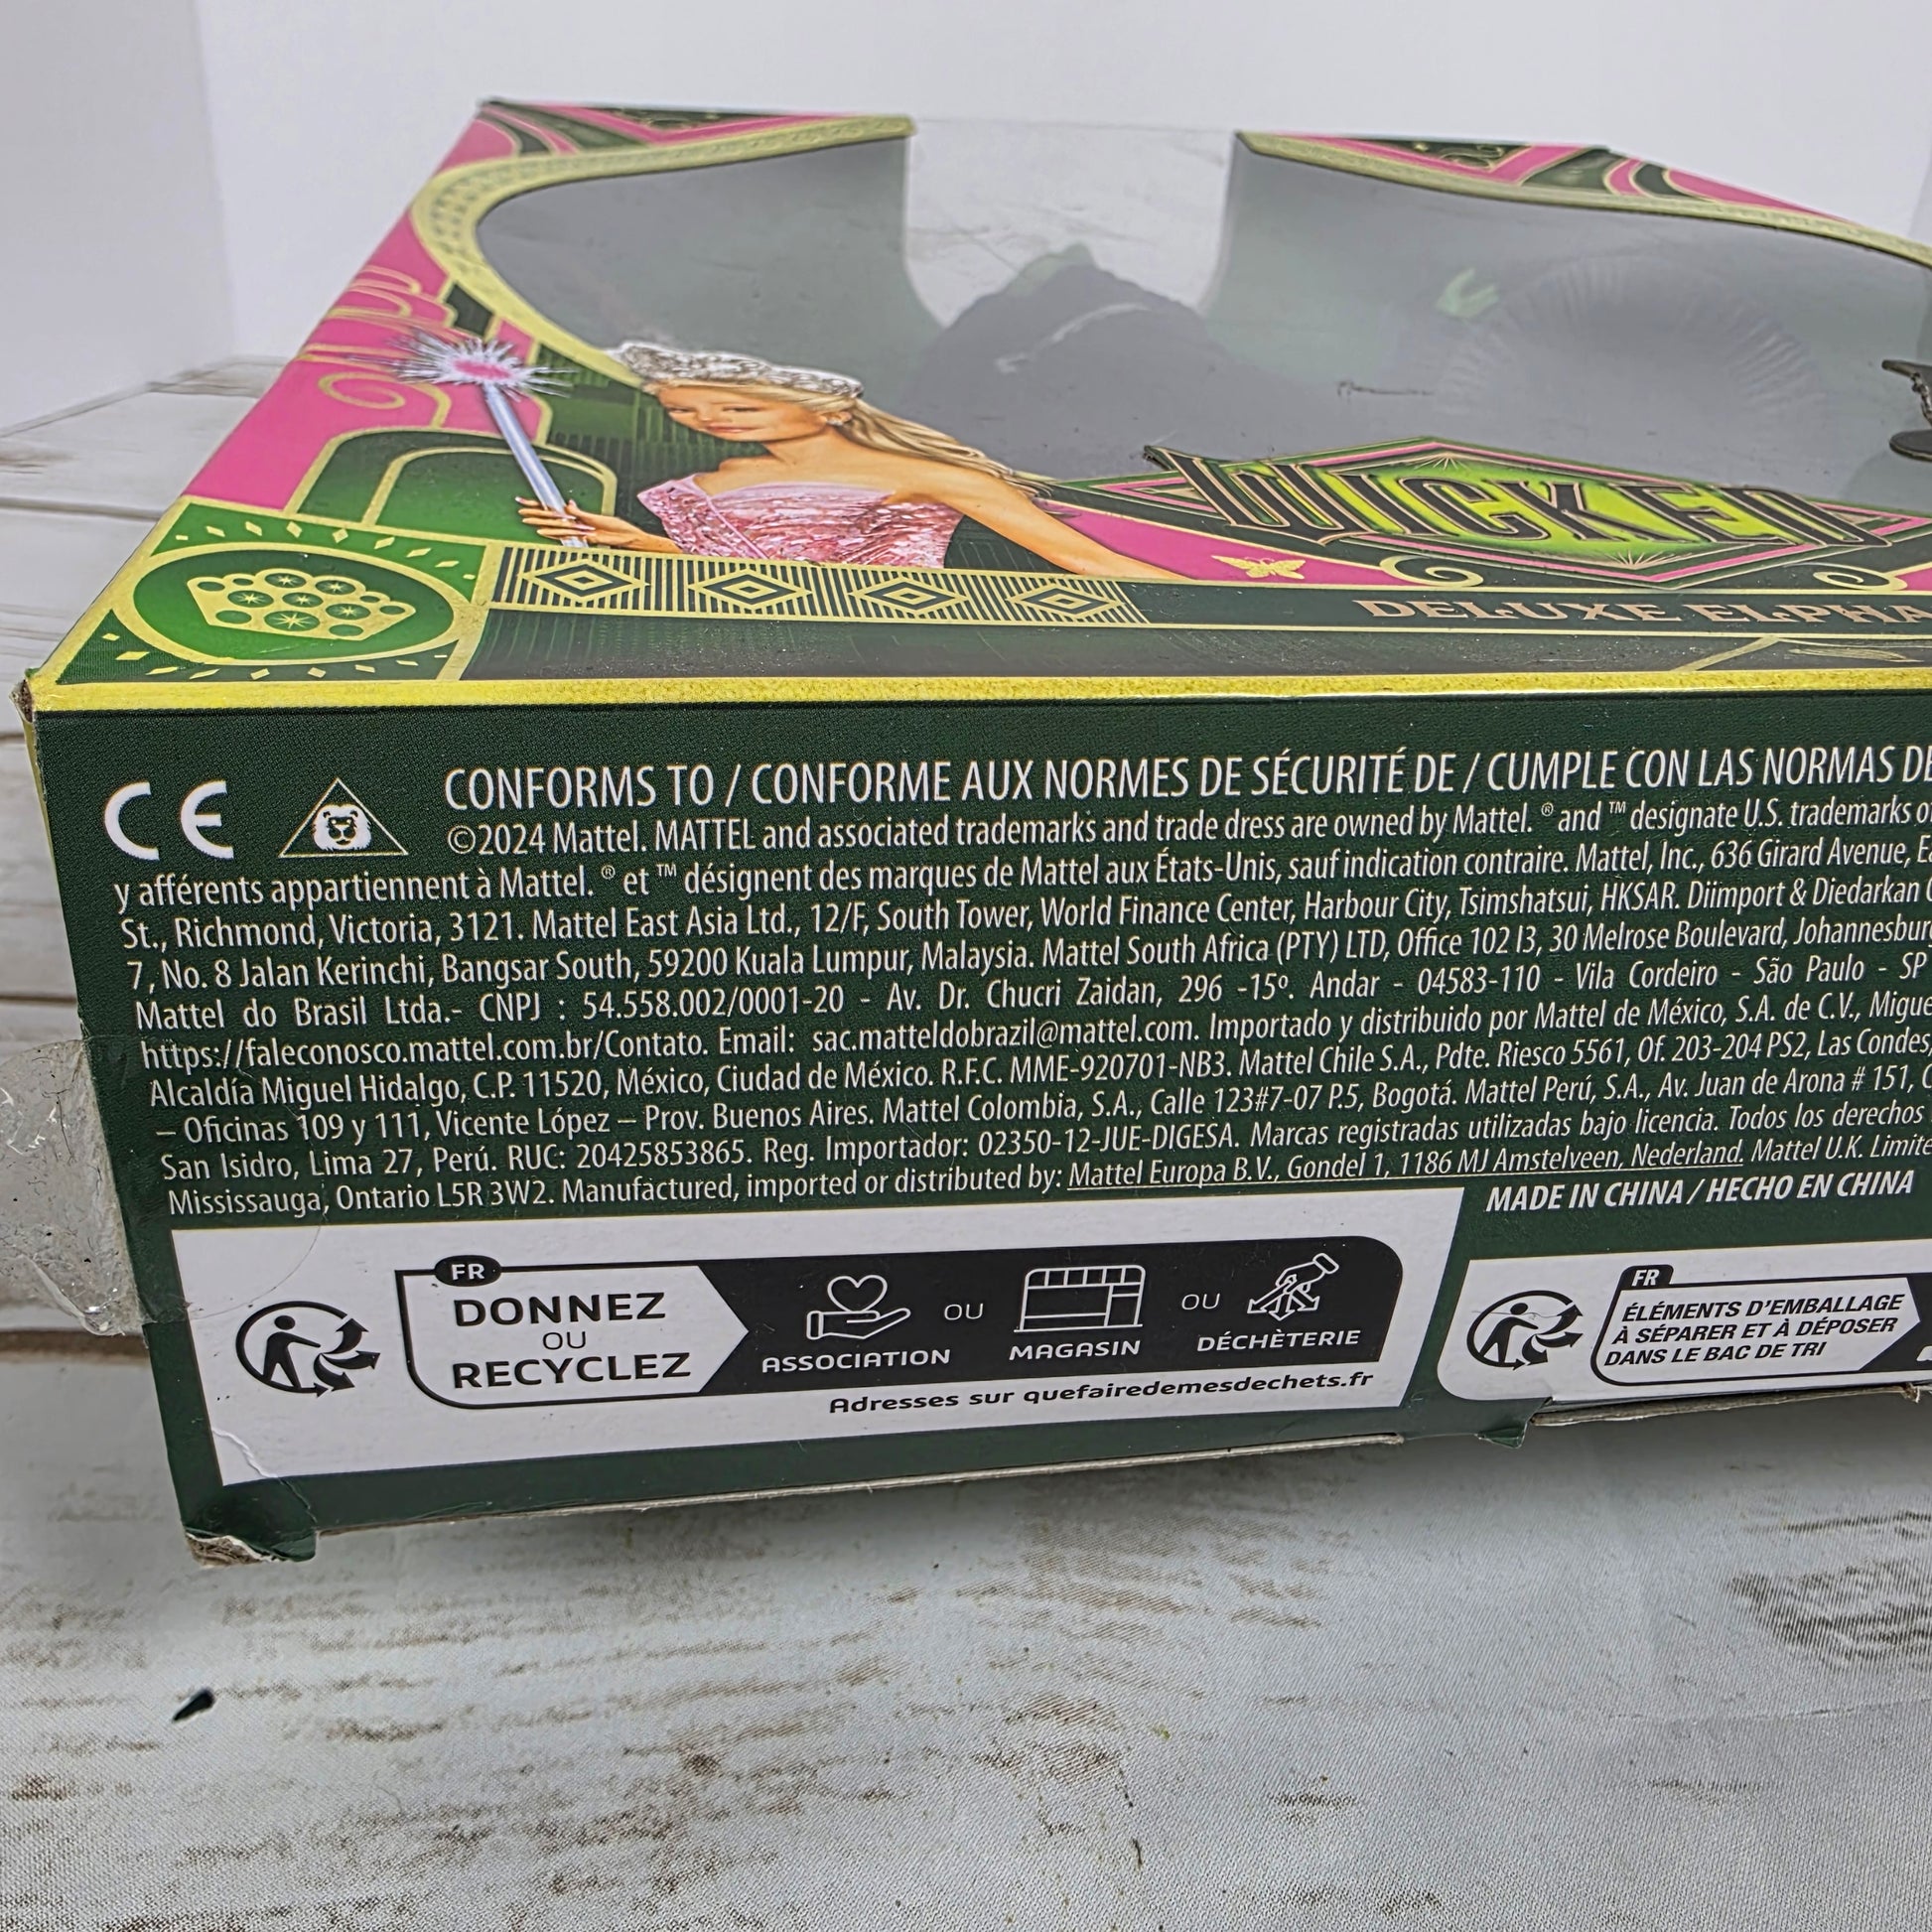 WICKED
DELUXE ELPHA
CE
CONFORMS TO / CONFORME AUX NORMES DE SÉCURITÉ DE / CUMPLE CON LAS NORMAS DE
©2024 Mattel. MATTEL and associated trademarks and trade dress are owned by Mattel. ® and ™ designate U.S. trademarks o
y afférents appartiennent à Mattel. ® et ™ désignent des marques de Mattel aux États-Unis, sauf indication contraire. Mattel, Inc., 636 Girard Avenue, Ea
St., Richmond, Victoria, 3121. Mattel East Asia Ltd., 12/F, South Tower, World Finance Center, Harbour City, Tsimshatsui, HKSAR. Diimport & Diedarkan
7, No. 8 Jalan Kerinchi, Bangsar South, 59200 Kuala Lumpur, Malaysia. Mattel South Africa (PTY) LTD, Office 102 I3, 30 Melrose Boulevard, Johannesburg
Mattel do Brasil Ltda.- CNPJ : 54.558.002/0001-20 - Av. Dr. Chucri Zaidan, 296 -15º. Andar - 04583-110 - Vila Cordeiro - São Paulo - SP
https://faleconosco.mattel.com.br/Contato. Email: sac.matteldobrazil@mattel.com. Importado y distribuido por Mattel de México, S.A. de C.V., Migue
Alcaldía Miguel Hidalgo, C.P. 11520, México, Ciudad de México. R.F.C. MME-920701-NB3. Mattel Chile S.A., Pdte. Riesco 5561, Of. 203-204 PS2, Las Condes,
– Oficinas 109 y 111, Vicente López – Prov. Buenos Aires. Mattel Colombia, S.A., Calle 123#7-07 P.5, Bogotá. Mattel Perú, S.A., Av. Juan de Arona # 151, C
San Isidro, Lima 27, Perú. RUC: 20425853865. Reg. Importador: 02350-12-JUE-DIGESA. Marcas registradas utilizadas bajo licencia. Todos los derechos
Mississauga, Ontario L5R 3W2. Manufactured, imported or distributed by: Mattel Europa B.V., Gondel 1, 1186 MJ Amstelveen, Nederland. Mattel U.K. Limite
MADE IN CHINA / HECHO EN CHINA
FR
DONNEZ
OU
RECYCLEZ
ASSOCIATION
OU
MAGASIN
OU
DÉCHÈTERIE
Adresses sur quefairedemesdechets.fr
FR
ÉLÉMENTS D'EMBALLAGE
À SÉPARER ET À DÉPOSER
DANS LE BAC DE TRI